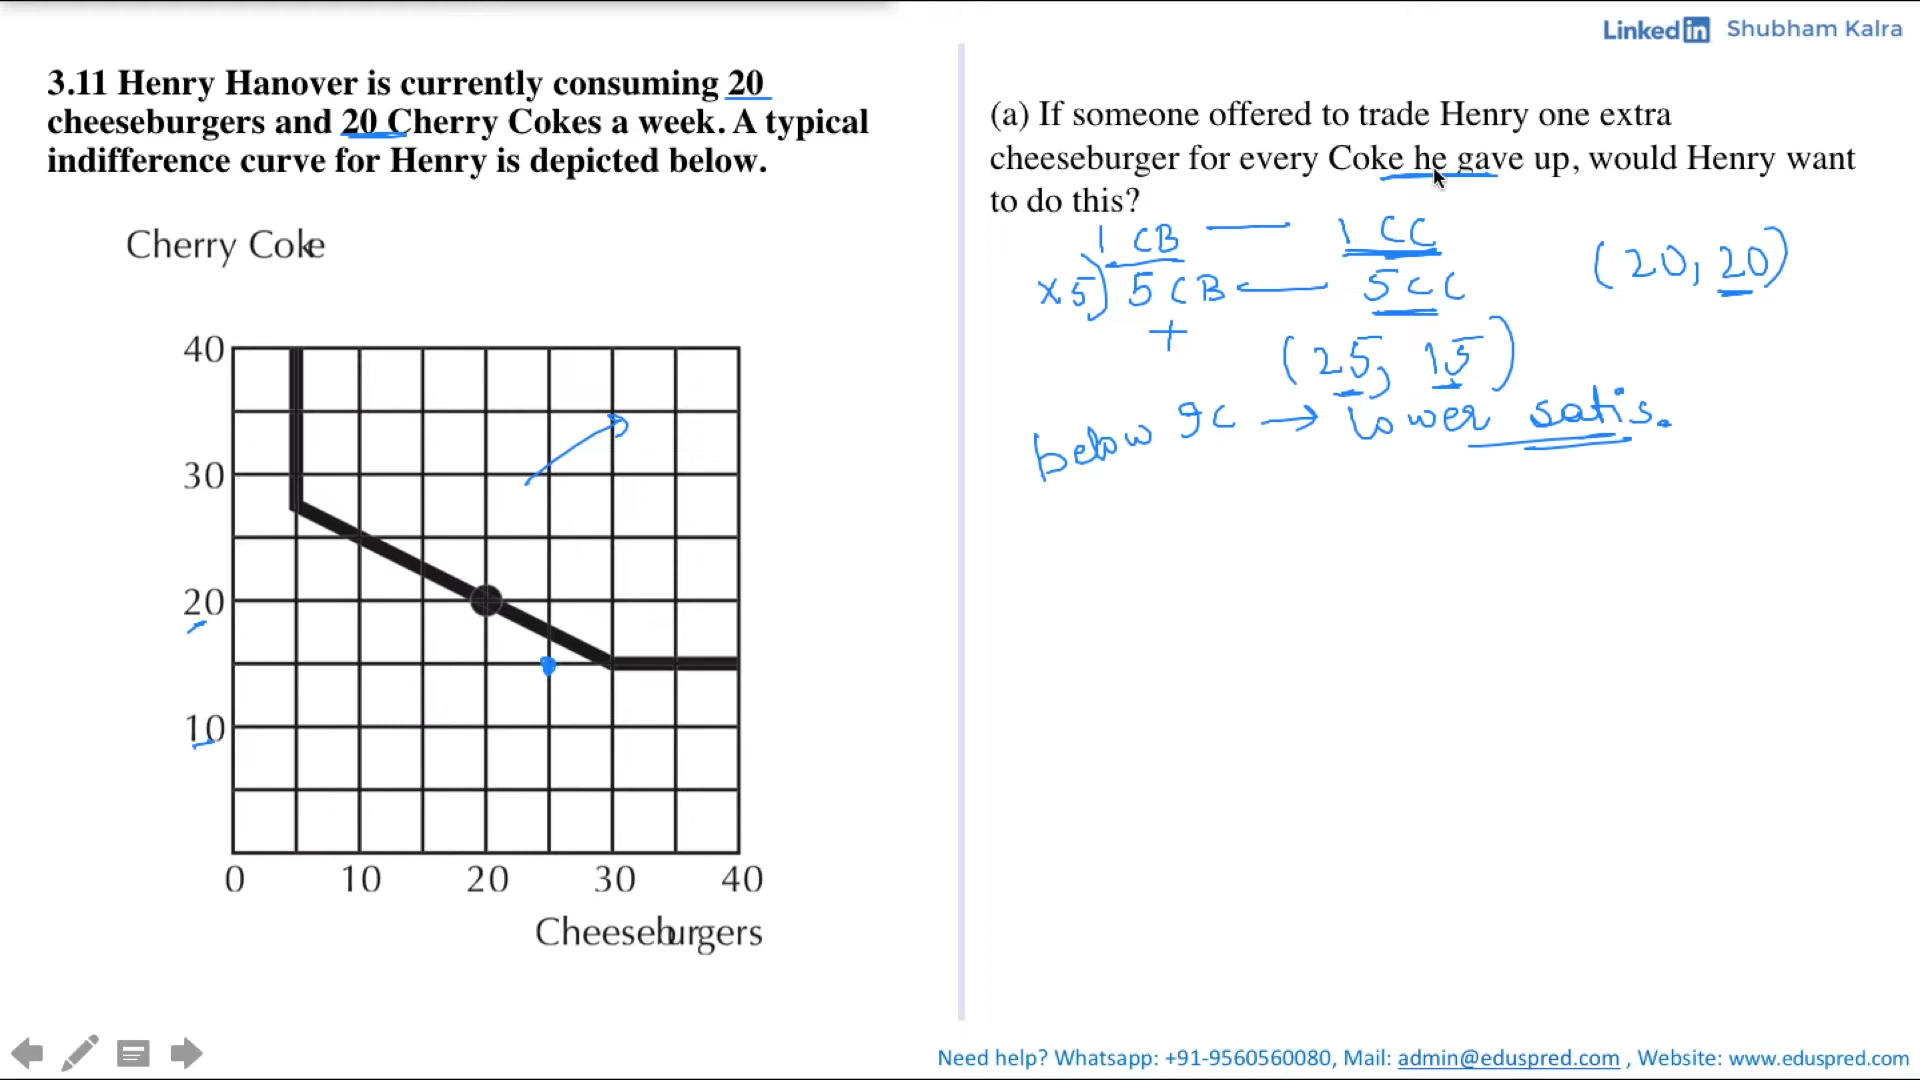 Linked in Shubham Kalra
3.11 Henry Hanover is currently consuming 20
cheeseburgers and 20 Cherry Cokes a week. A typical
indifference curve for Henry is depicted below.
Cherry Coke
40
30
20
10
0 10 20 30 40
Cheeseburgers
(a) If someone offered to trade Henry one extra
cheeseburger for every Coke he gave up, would Henry want
to do this?
1 CB — 1 CC
(20, 20)
x5) 5 CB — 5 CC
+
(25, 15)
below IC → lower satis.
Need help? Whatsapp: +91-9560560080, Mail: admin@eduspred.com , Website: www.eduspred.com